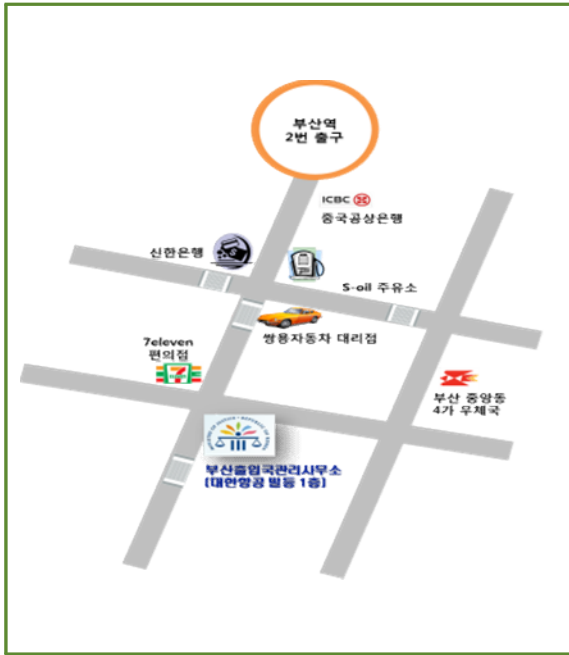 부산역
2번 출구
ICBC
중국공상은행
신한은행
S-oil 주유소
쌍용자동차 대리점
7eleven
편의점
부산 중앙동
4가 우체국
부산출입국관리사무소
(대한항공 빌등 1층)